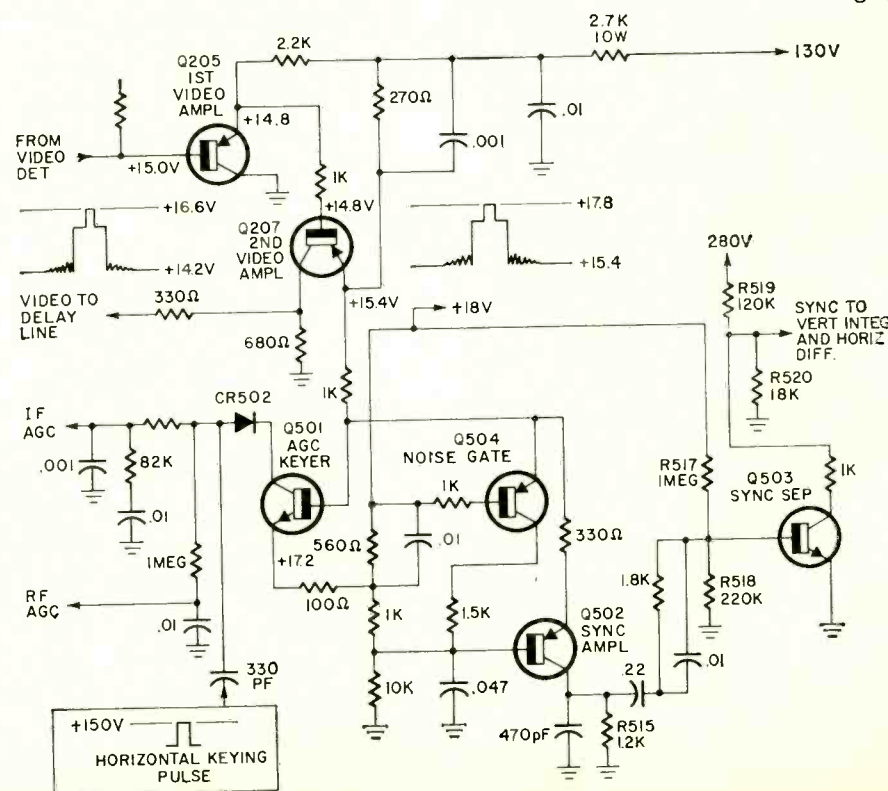 2.7K
10W
130V
2.2K
Q205
1ST
VIDEO
AMPL
270Ω
.01
.001
+14.8
FROM
VIDEO
DET
+15.0V
1K
+14.8V
+16.6V
+14.2V
Q207
2ND
VIDEO
AMPL
+17.8
+15.4
280V
+15.4V
+18V
R519
120K
SYNC TO
VERT INTEG
AND HORIZ
DIFF.
VIDEO TO
DELAY
LINE
330Ω
680Ω
R520
18K
1K
CR502
IF
AGC
Q501
AGC
KEYER
Q504
NOISE GATE
R517
1MEG
Q503
SYNC SEP
1K
.001
82K
.01
1K
560Ω
.01
330Ω
+17.2
100Ω
1MEG
1K
1.5K
Q502
SYNC
AMPL
1.8K
R518
220K
RF
AGC
.01
10K
.047
.22
.01
330
PF
470pF
R515
1.2K
+150V
HORIZONTAL KEYING
PULSE